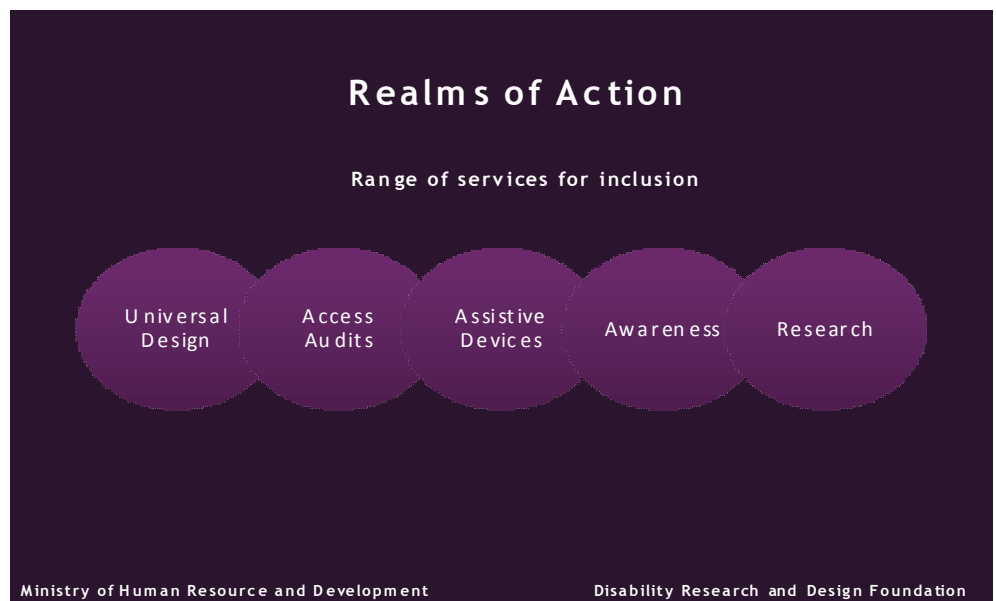 Realms of Action
Range of services for inclusion
Universal
Design
Access
Audits
Assistive
Devices
Awareness
Research
Ministry of Human Resource and Development
Disability Research and Design Foundation